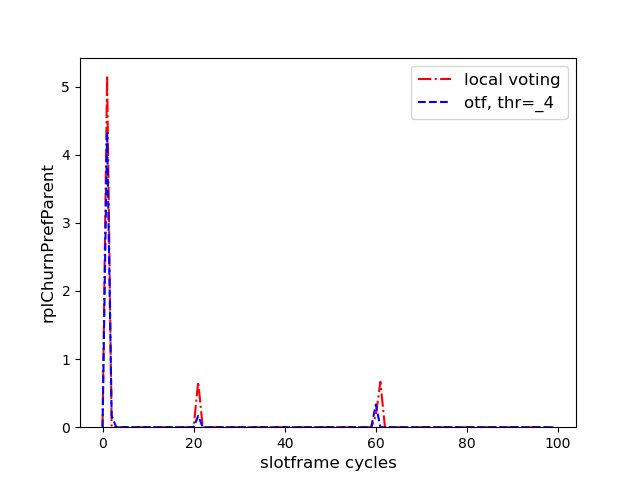 local voting
otf, thr=_4
rplChurnPrefParent
5
4
3
2
1
0
0 20 40 60 80 100
slotframe cycles